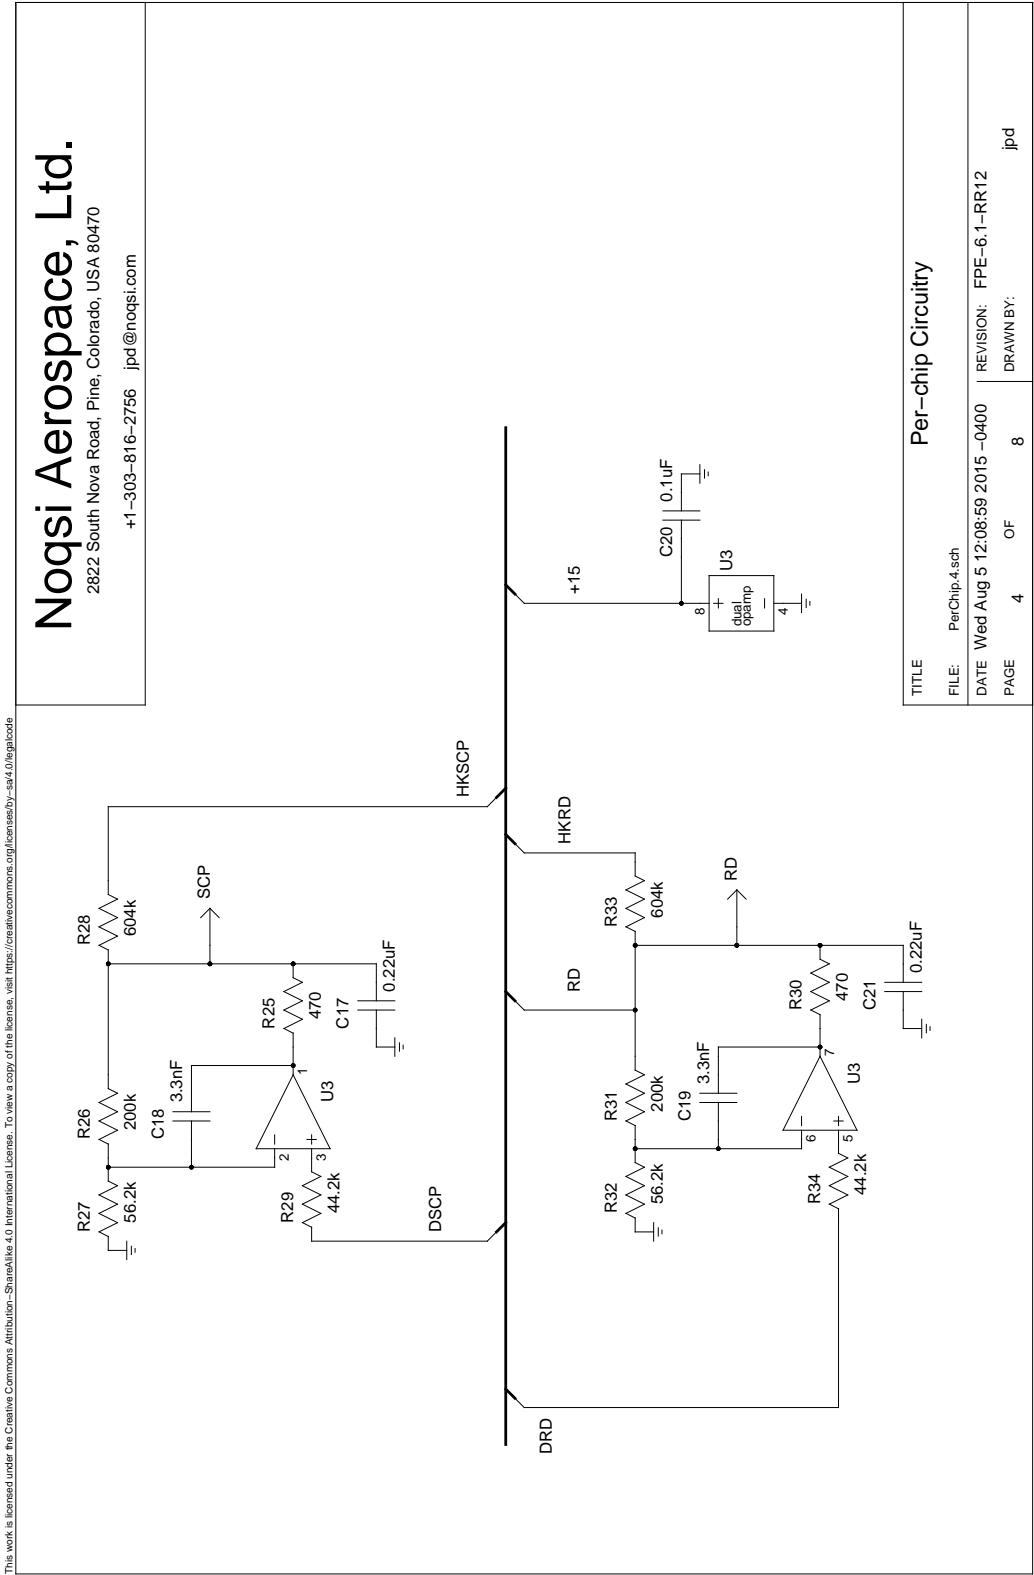 This work is licensed under the Creative Commons Attribution−ShareAlike 4.0 International License. To view a copy of the license, visit https://creativecommons.org/licenses/by−sa/4.0/legalcode
Noqsi Aerospace, Ltd.
2822 South Nova Road, Pine, Colorado, USA 80470
+1−303−816−2756 jpd@noqsi.com
R27
56.2k
R26
200k
R28
604k
C18
3.3nF
SCP
R25
470
C17
0.22uF
U3
2
3
1
−
+
R29
44.2k
DSCP
HKSCP
DRD
RD
HKRD
+15
R32
56.2k
R31
200k
R33
604k
C19
3.3nF
RD
R30
470
C21
0.22uF
U3
6
5
7
−
+
R34
44.2k
C20
0.1uF
U3
8
+
dual
opamp
−
4
TITLE
Per−chip Circuitry
FILE: PerChip.4.sch
REVISION: FPE−6.1−RR12
DATE Wed Aug 5 12:08:59 2015 −0400
PAGE 4 OF 8
DRAWN BY: jpd